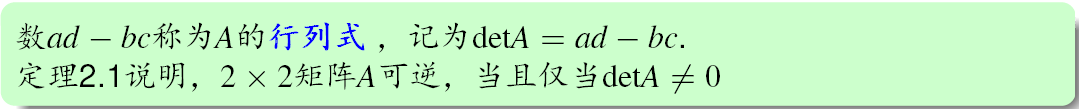 数ad − bc称为A的行列式 ，记为detA = ad − bc.
定理2.1说明，2 × 2矩阵A可逆，当且仅当detA ≠ 0